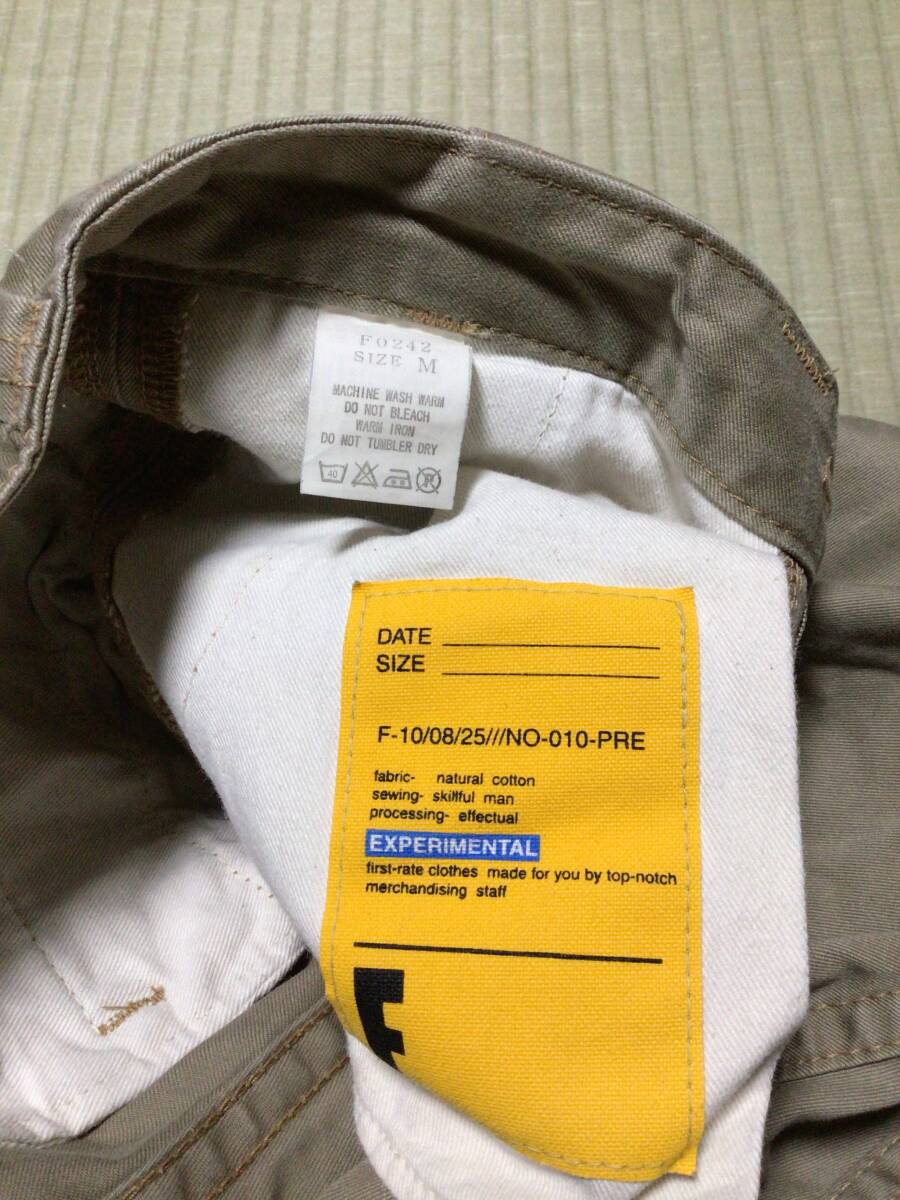 F0242
SIZE M
MACHINE WASH WARM
DO NOT BLEACH
WARM IRON
DO NOT TUMBLER DRY
40
P
DATE
SIZE
F-10/08/25///NO-010-PRE
fabric- natural cotton
sewing- skillful man
processing- effectual
EXPERIMENTAL
first-rate clothes made for you by top-notch
merchandising staff